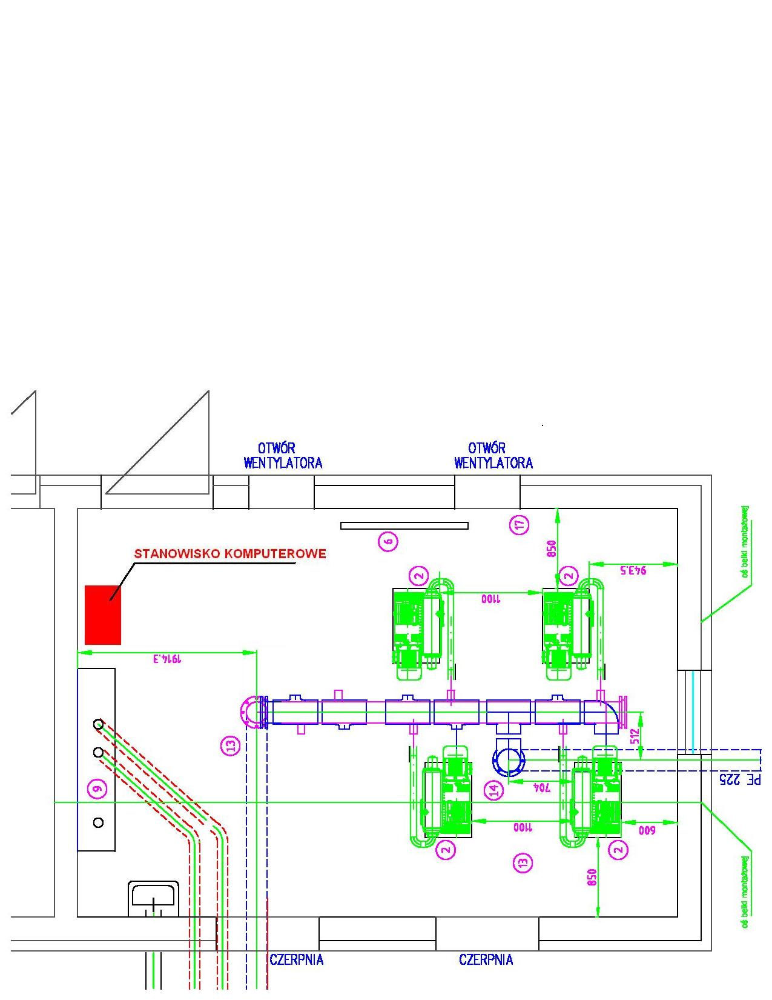 OTWÓR
WENTYLATORA
OTWÓR
WENTYLATORA
oś belki montażowej
17
6
850
STANOWISKO KOMPUTEROWE
2
2
943.5
1100
1914.3
13
512
PE 225
9
14
704
1100
600
2
2
13
850
oś belki montażowej
CZERPNIA
CZERPNIA